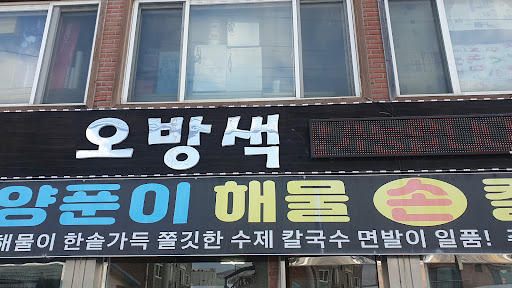 오방색
양푼이 해물 손칼
해물이 한솥가득 쫄깃한 수제 칼국수 면발이 일품!